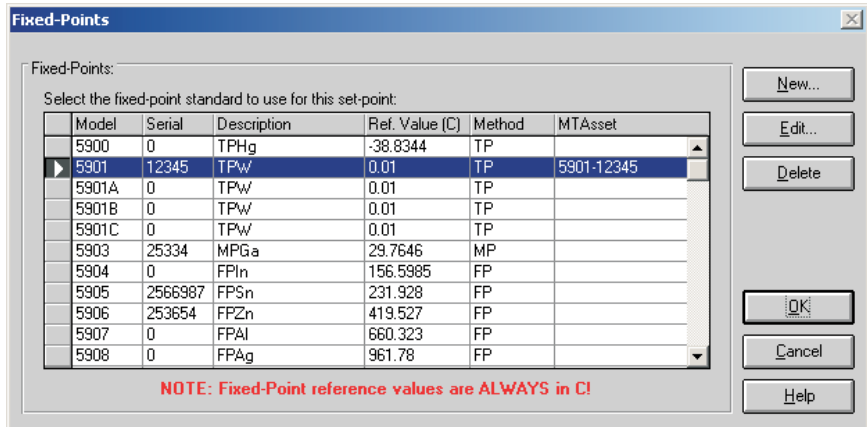 Fixed-Points
Fixed-Points:
Select the fixed-point standard to use for this set-point:
Model Serial Description Ref. Value (C) Method MTAsset
5900 0 TPHg -38.8344 TP
5901 12345 TPW 0.01 TP 5901-12345
5901A 0 TPW 0.01 TP
5901B 0 TPW 0.01 TP
5901C 0 TPW 0.01 TP
5903 25334 MPGa 29.7646 MP
5904 0 FPIn 156.5985 FP
5905 2566987 FPSn 231.928 FP
5906 253654 FPZn 419.527 FP
5907 0 FPAl 660.323 FP
5908 0 FPAg 961.78 FP
NOTE: Fixed-Point reference values are ALWAYS in C!
New...
Edit...
Delete
OK
Cancel
Help